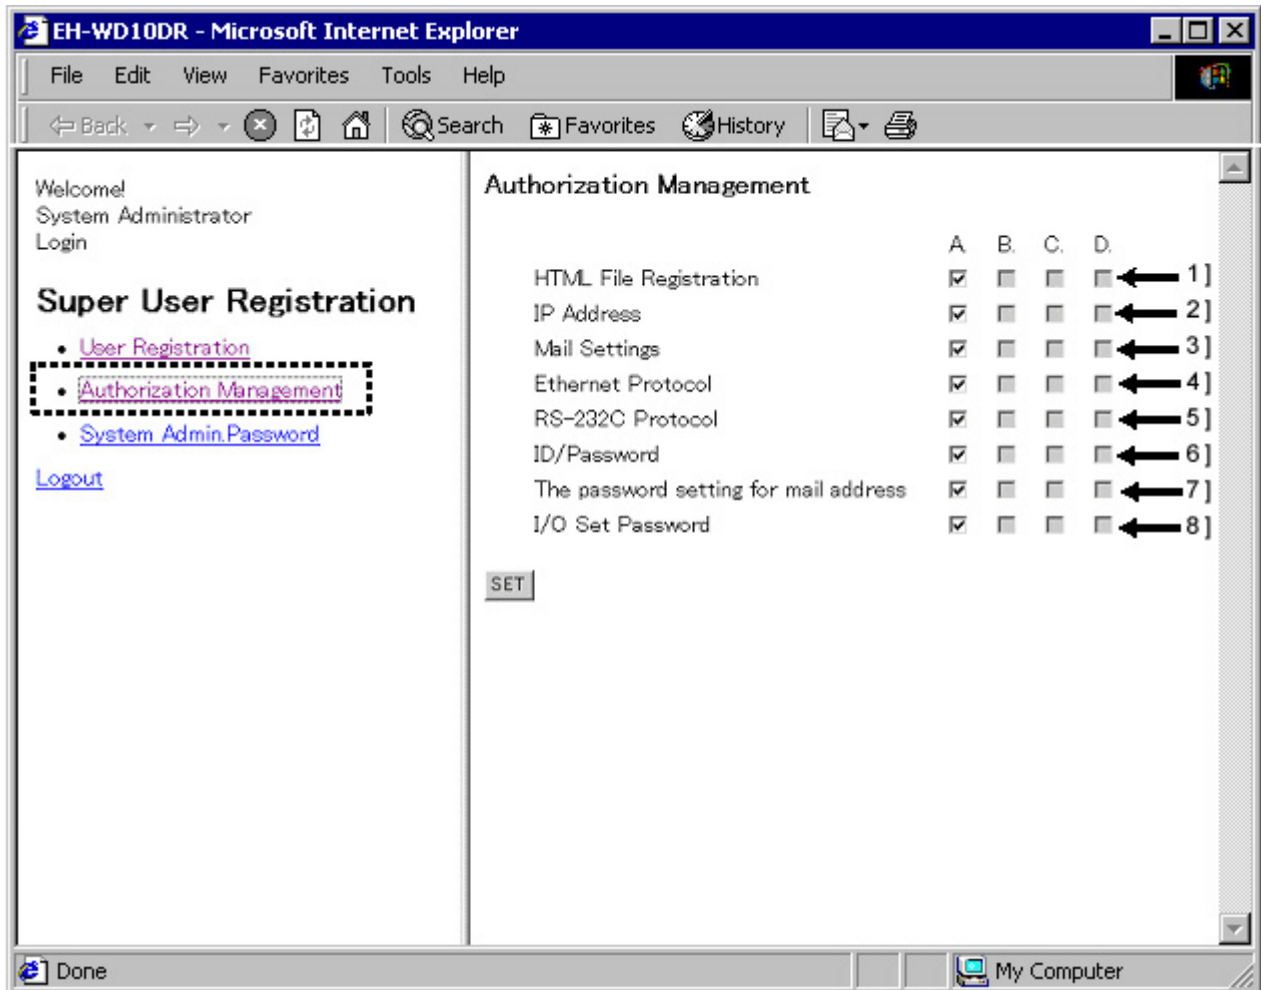 EH-WD10DR - Microsoft Internet Explorer
File Edit View Favorites Tools Help
Back Search Favorites History
Welcome!
System Administrator
Login
Super User Registration
• User Registration
• Authorization Management
• System Admin.Password
Logout
Authorization Management
A. B. C. D.
HTML File Registration 1]
IP Address 2]
Mail Settings 3]
Ethernet Protocol 4]
RS-232C Protocol 5]
ID/Password 6]
The password setting for mail address 7]
I/O Set Password 8]
SET
Done My Computer